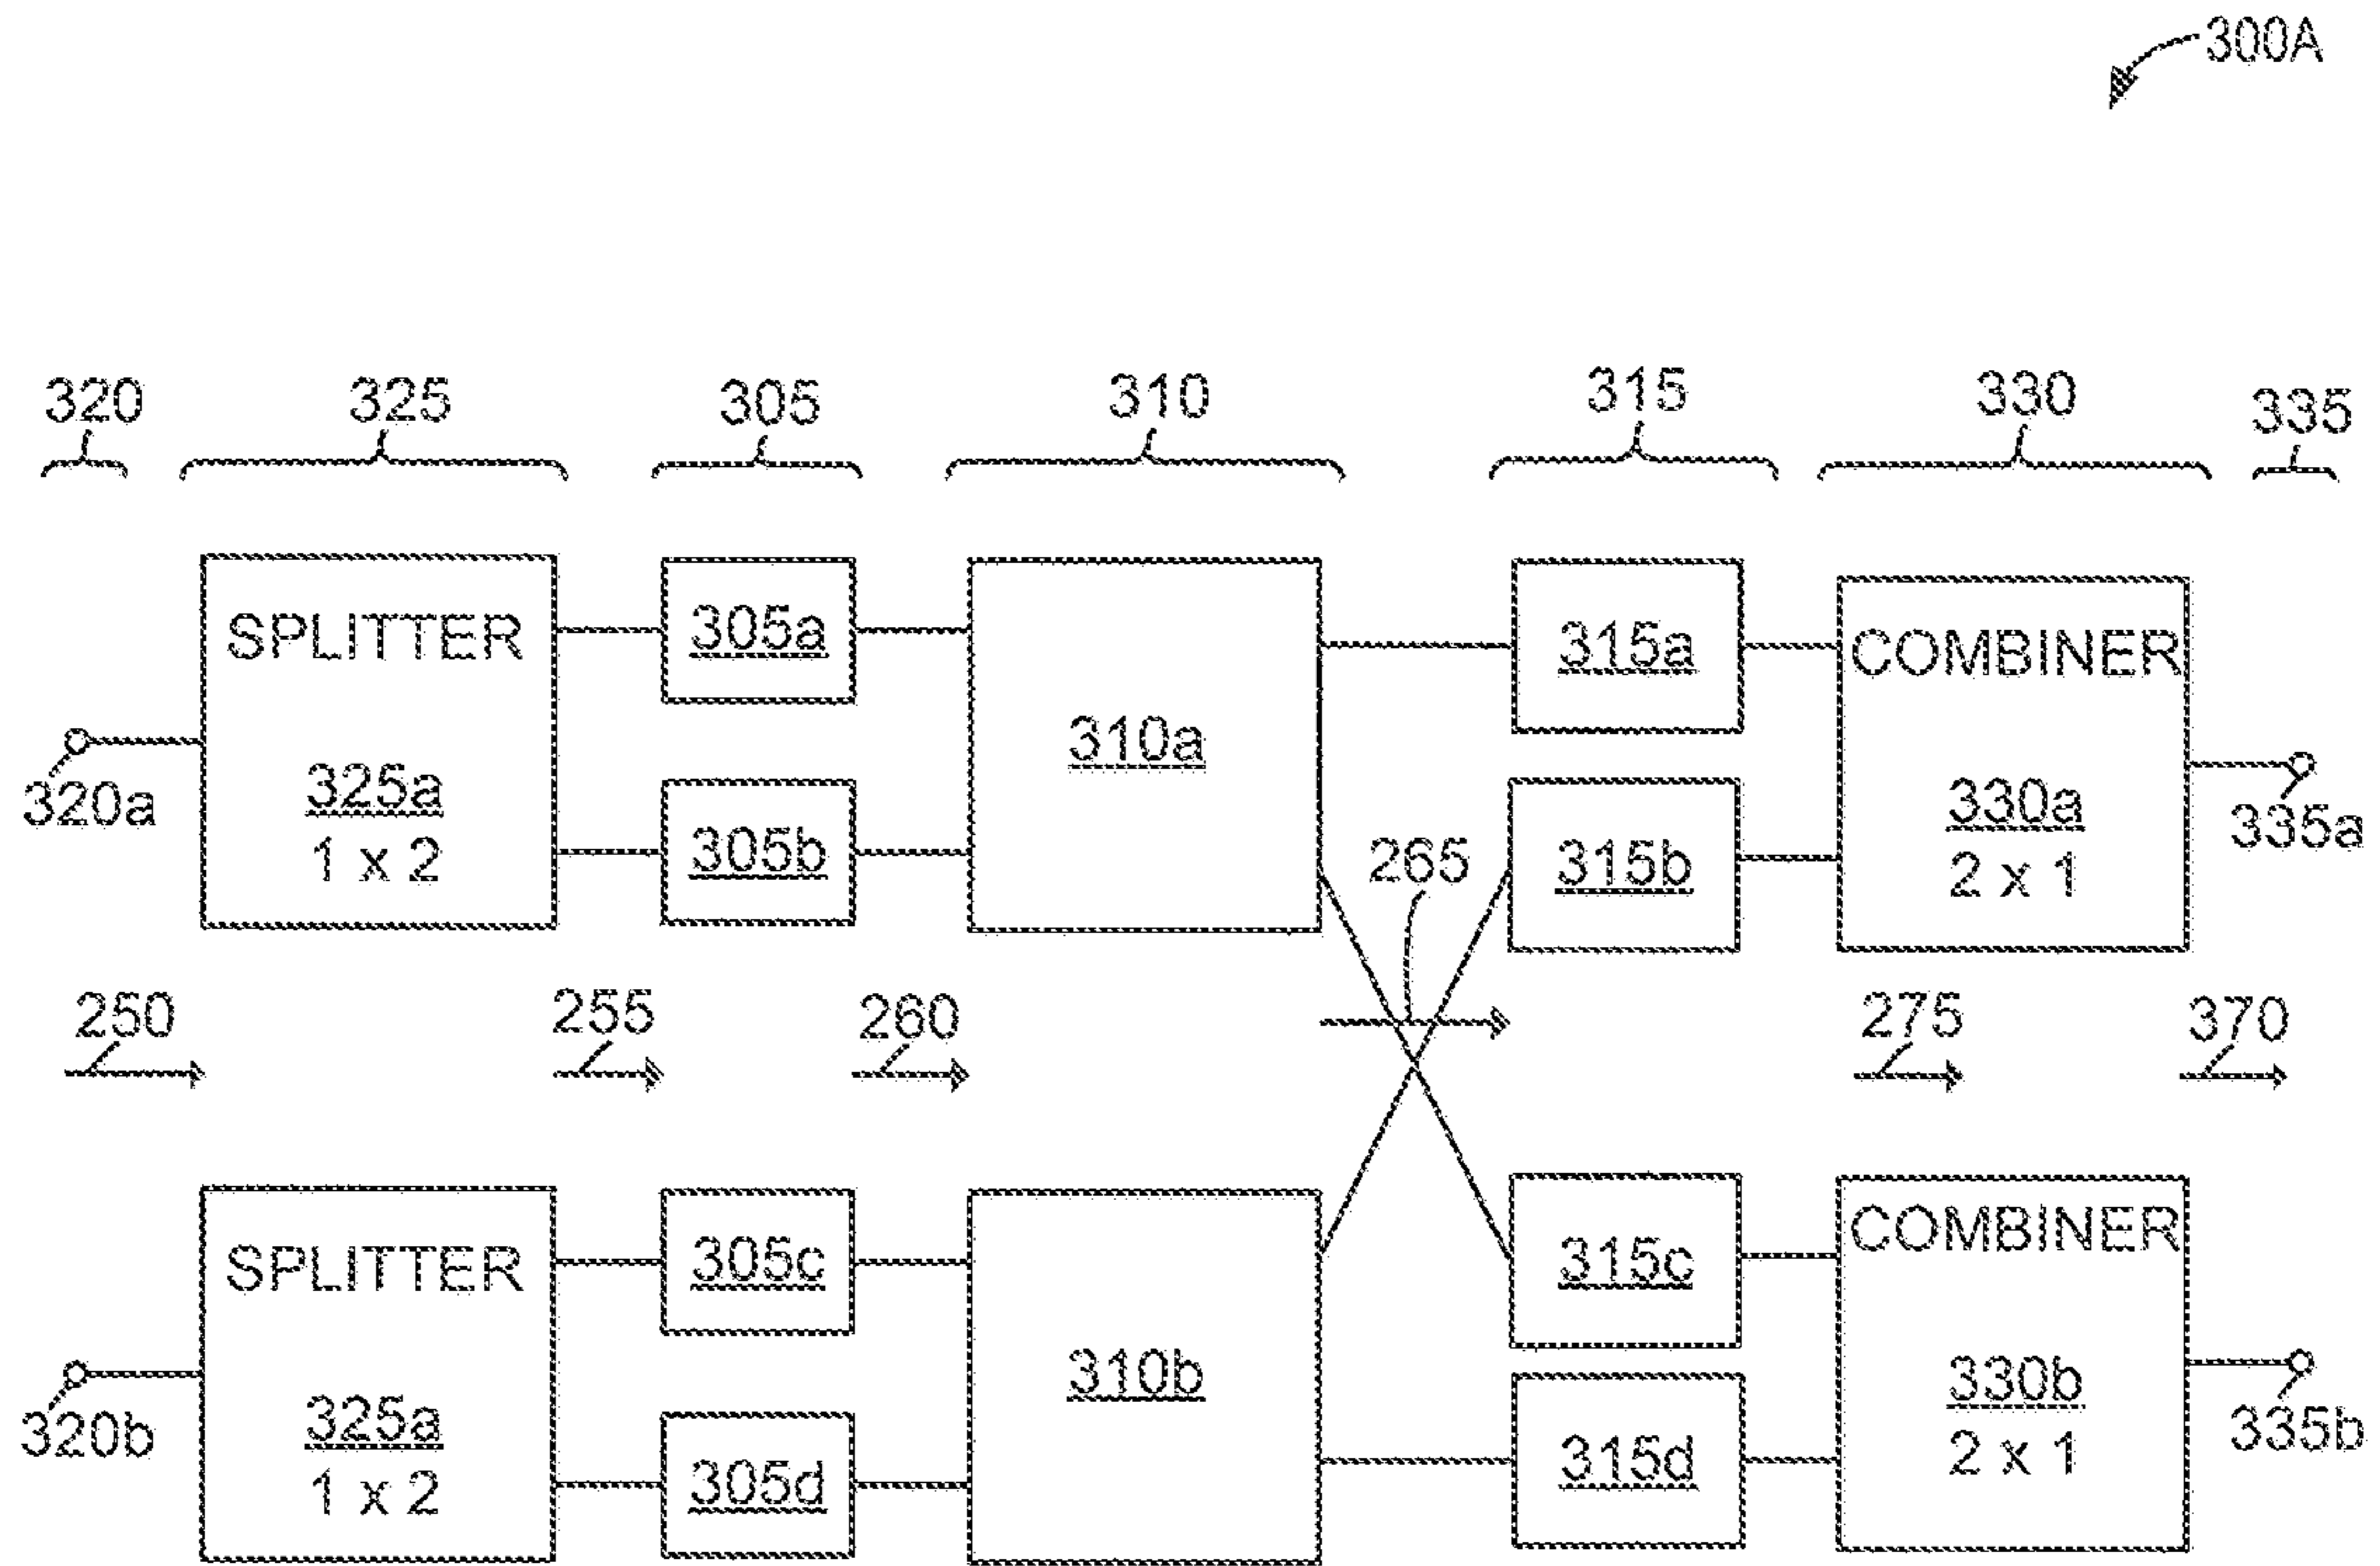 300A
320 325 305 310 315 330 335
SPLITTER
325a
1 x 2
305a
305b
310a
315a
315b
COMBINER
330a
2 x 1
320a
335a
265
250 255 260 275 370
SPLITTER
325a
1 x 2
305c
305d
310b
315c
315d
COMBINER
330b
2 x 1
320b
335b